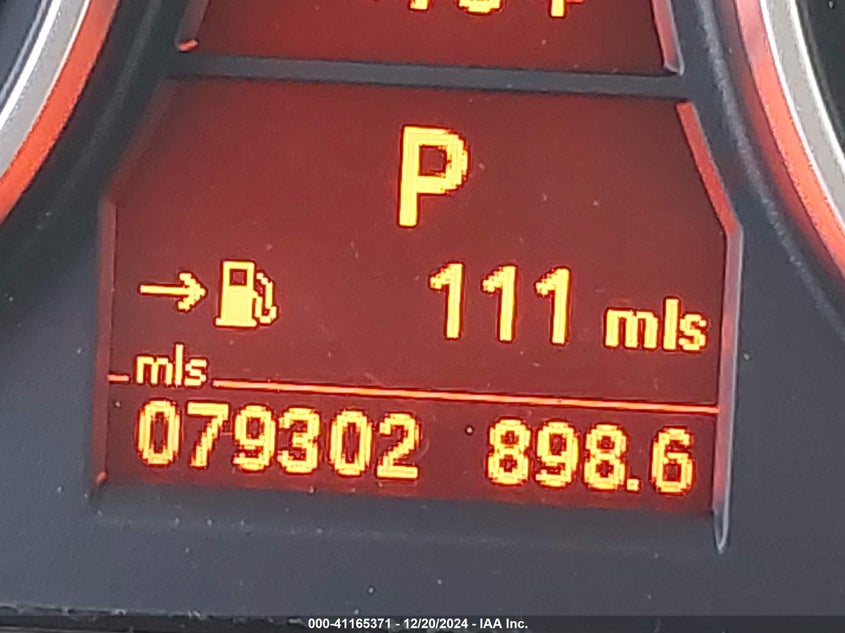 P
111 mls
mls
079302 898.6
000-41165371 - 12/20/2024 - IAA Inc.